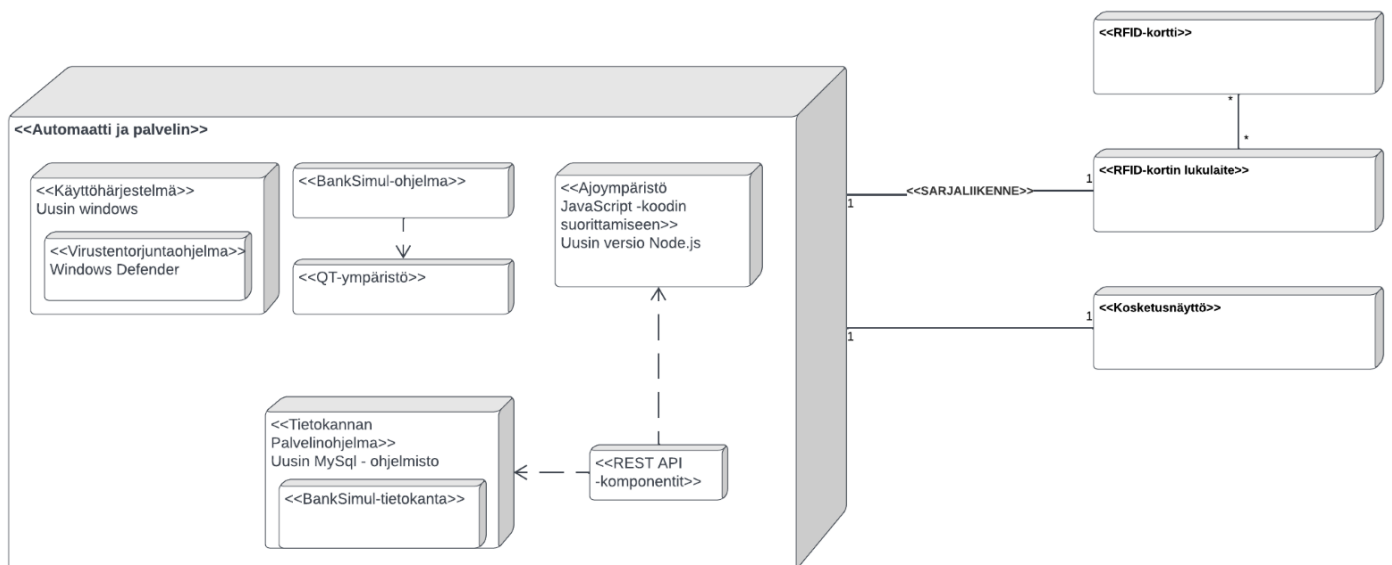 <<RFID-kortti>>
*
*
<<Automaatti ja palvelin>>
<<Käyttöhärjestelmä>>
Uusin windows
<<Virustentorjuntaohjelma>>
Windows Defender
<<BankSimul-ohjelma>>
<<QT-ympäristö>>
<<Ajoympäristö
JavaScript -koodin
suorittamiseen>>
Uusin versio Node.js
1
<<SARJALIIKENNE>>
1
<<RFID-kortin lukulaite>>
1
1
<<Kosketusnäyttö>>
<<Tietokannan
Palvelinohjelma>>
Uusin MySql - ohjelmisto
<<BankSimul-tietokanta>>
<<REST API
-komponentit>>